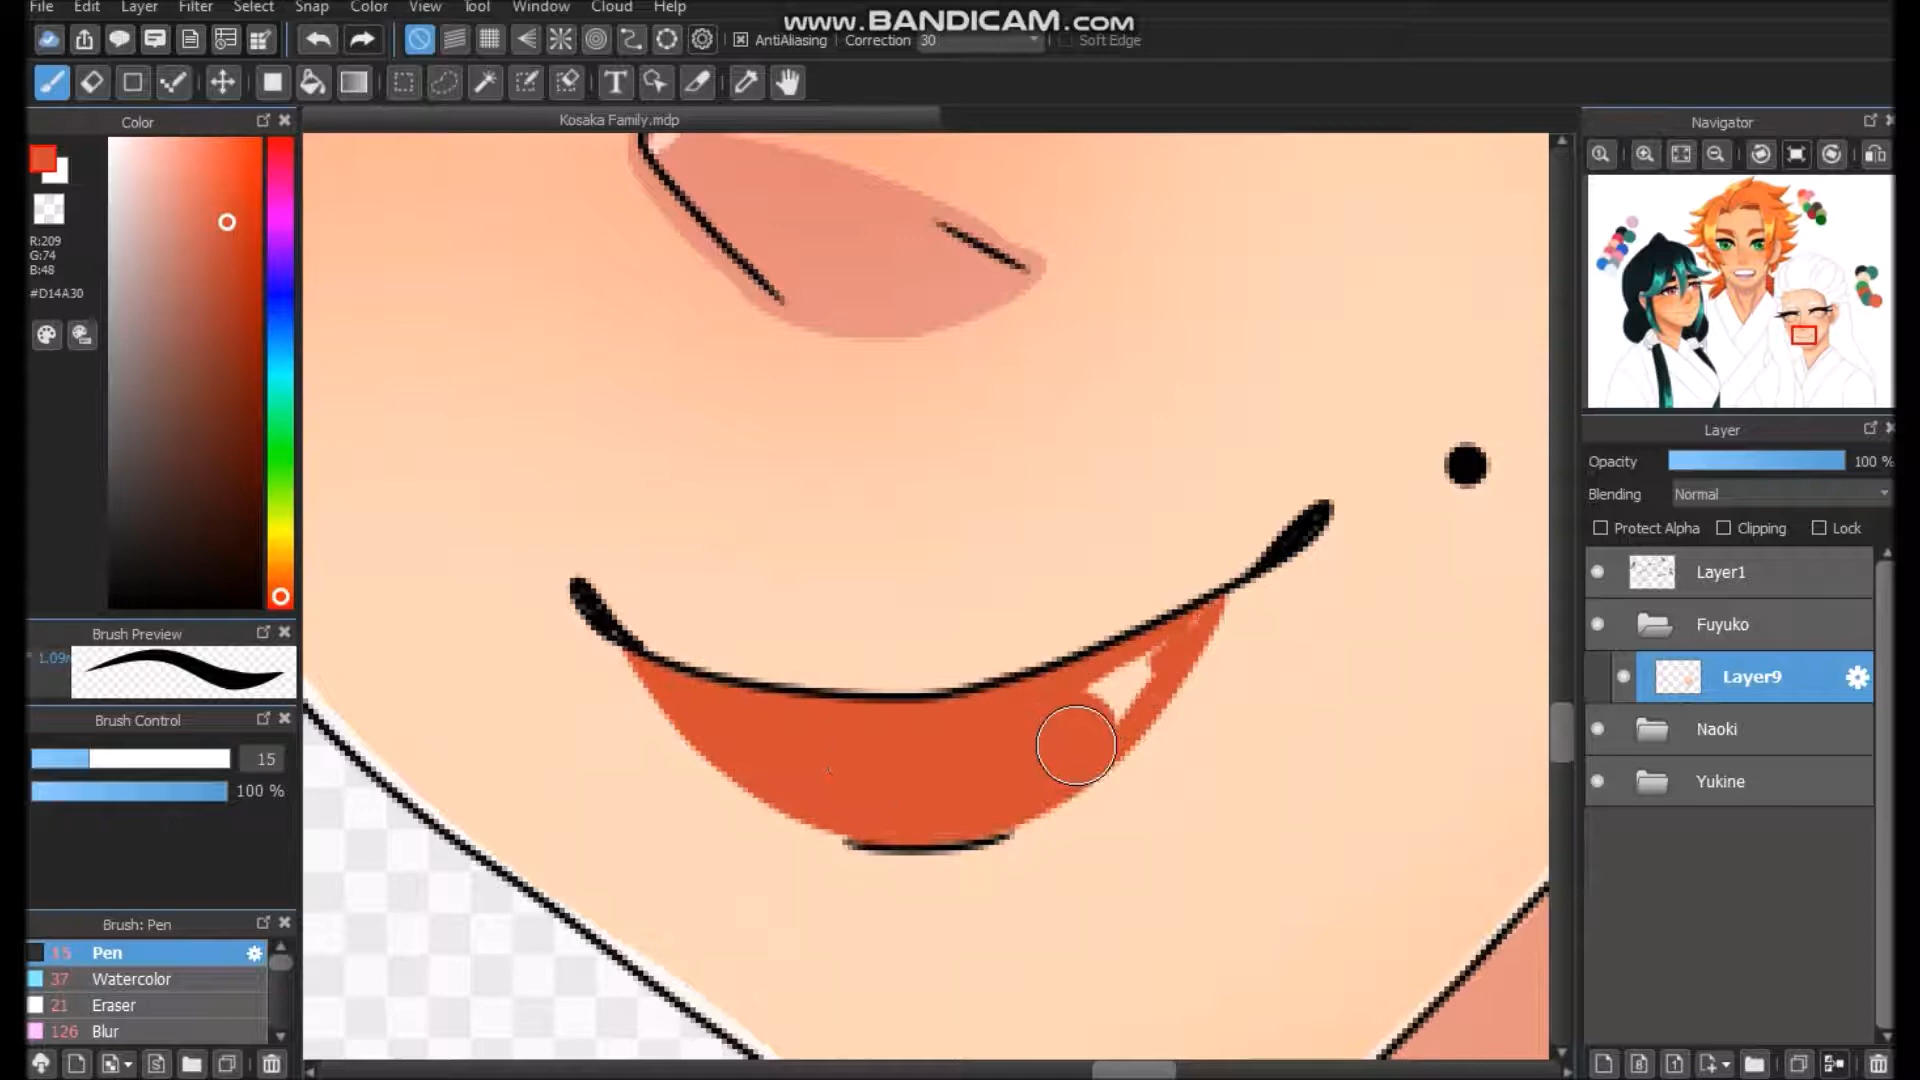 File Edit Layer Filter Select Snap Color View Tool Window Cloud Help
www.BANDICAM.com
AntiAliasing Correction 30 Soft Edge
Color
Kosaka Family.mdp
Navigator
R:209
G:74
B:48
#D14A30
Layer
Opacity 100 %
Blending Normal
Protect Alpha Clipping Lock
Layer1
Fuyuko
Layer9
Naoki
Yukine
Brush Preview
Brush Control
15
100 %
Brush: Pen
15 Pen
37 Watercolor
21 Eraser
126 Blur